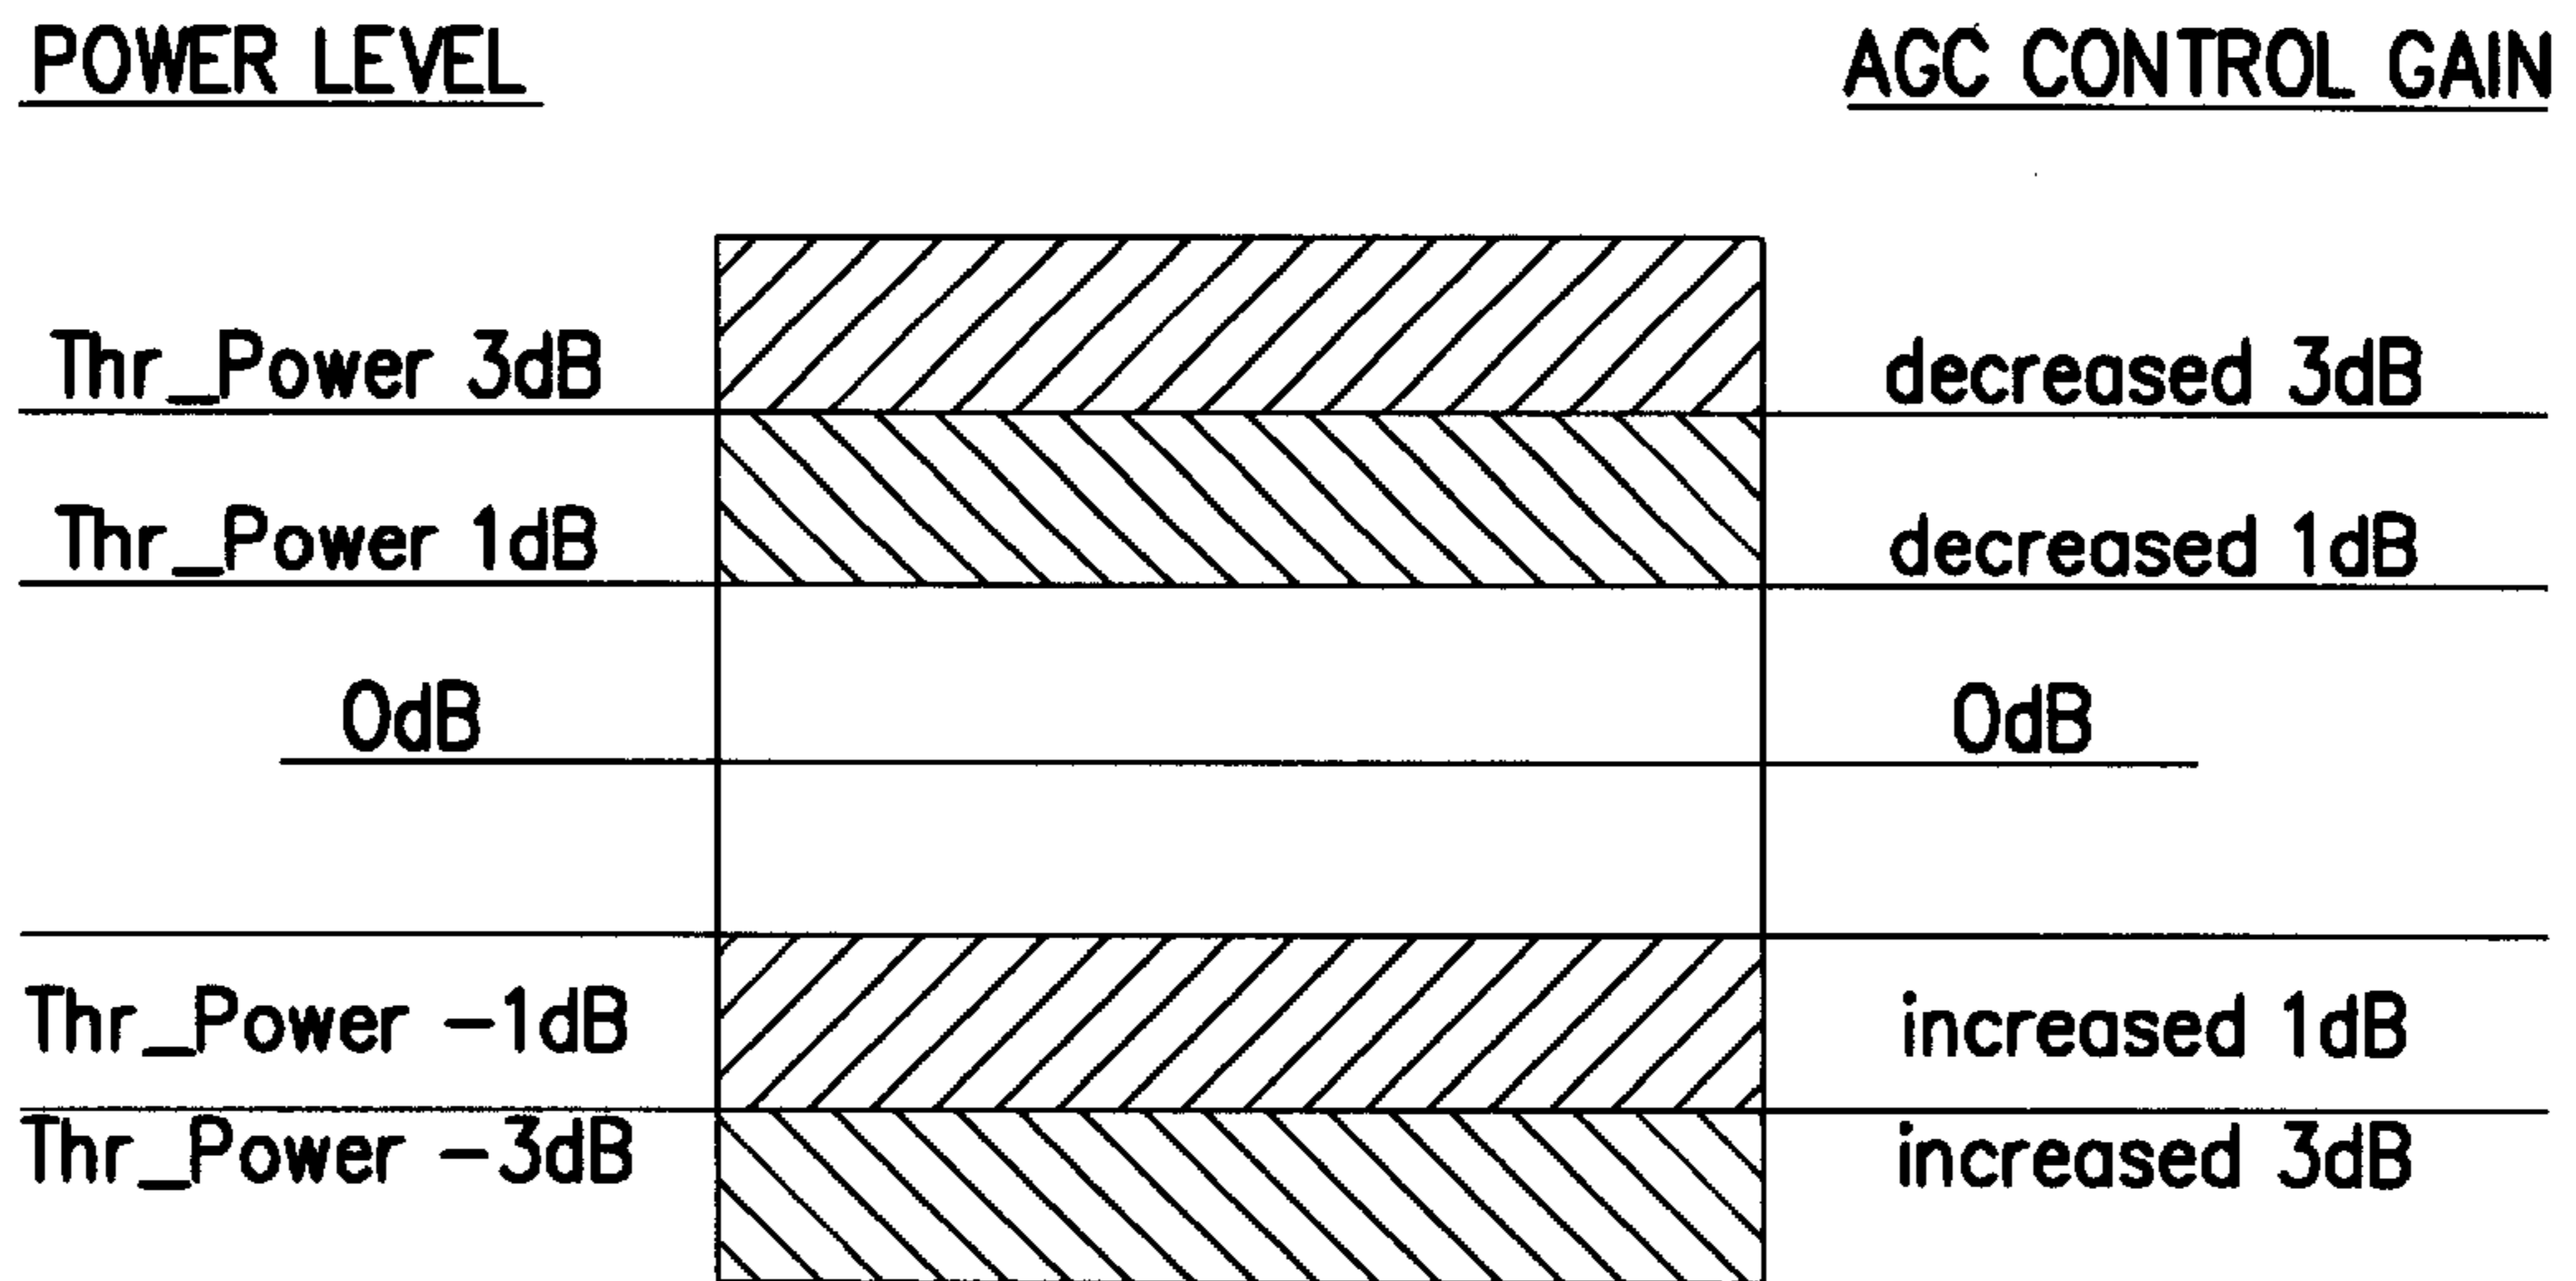 POWER LEVEL AGC CONTROL GAIN
Thr_Power 3dB decreased 3dB
Thr_Power 1dB decreased 1dB
0dB 0dB
Thr_Power -1dB increased 1dB
Thr_Power -3dB increased 3dB